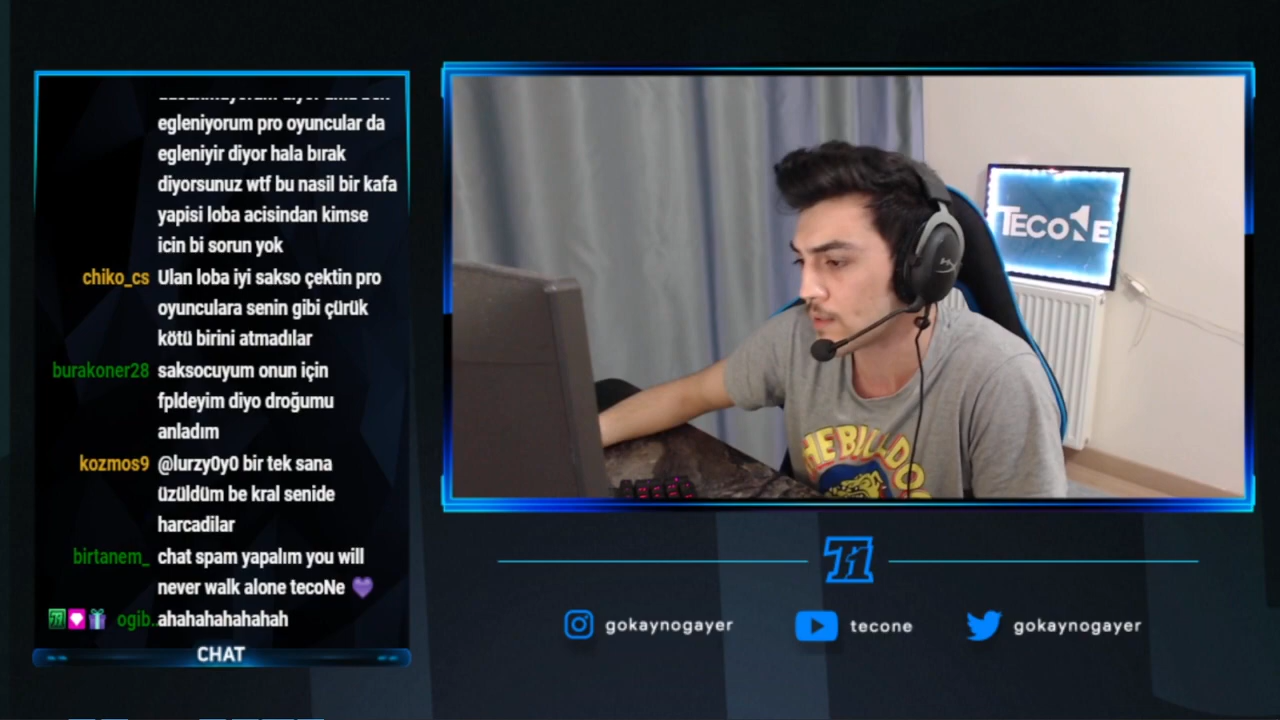 egleniyorum pro oyuncular da
egleniyir diyor hala bırak
diyorsunuz wtf bu nasil bir kafa
yapisi loba acisindan kimse
icin bi sorun yok
chiko_cs Ulan loba iyi sakso çektin pro
oyunculara senin gibi çürük
kötü birini atmadılar
burakoner28 saksocuyum onun için
fpldeyim diyo droğumu
anladım
kozmos9 @lurzy0y0 bir tek sana
üzüldüm be kral senide
harcadilar
birtanem_ chat spam yapalım you will
never walk alone tecoNe
ogib.. ahahahahahahah
CHAT
TECONE
HE BULLDO
gokaynogayer
tecone
gokaynogayer